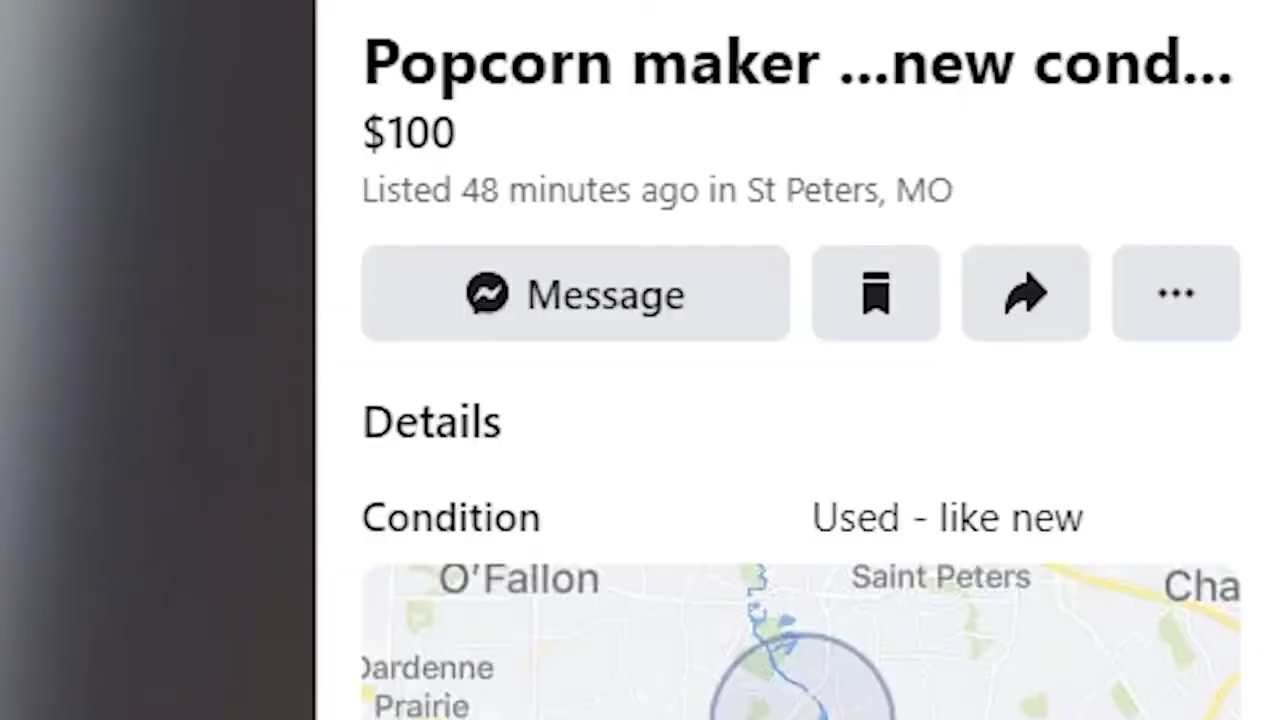 Popcorn maker ...new cond...
$100
Listed 48 minutes ago in St Peters, MO
Message
Details
Condition Used - like new
O'Fallon Saint Peters Cha
Dardenne
Prairie